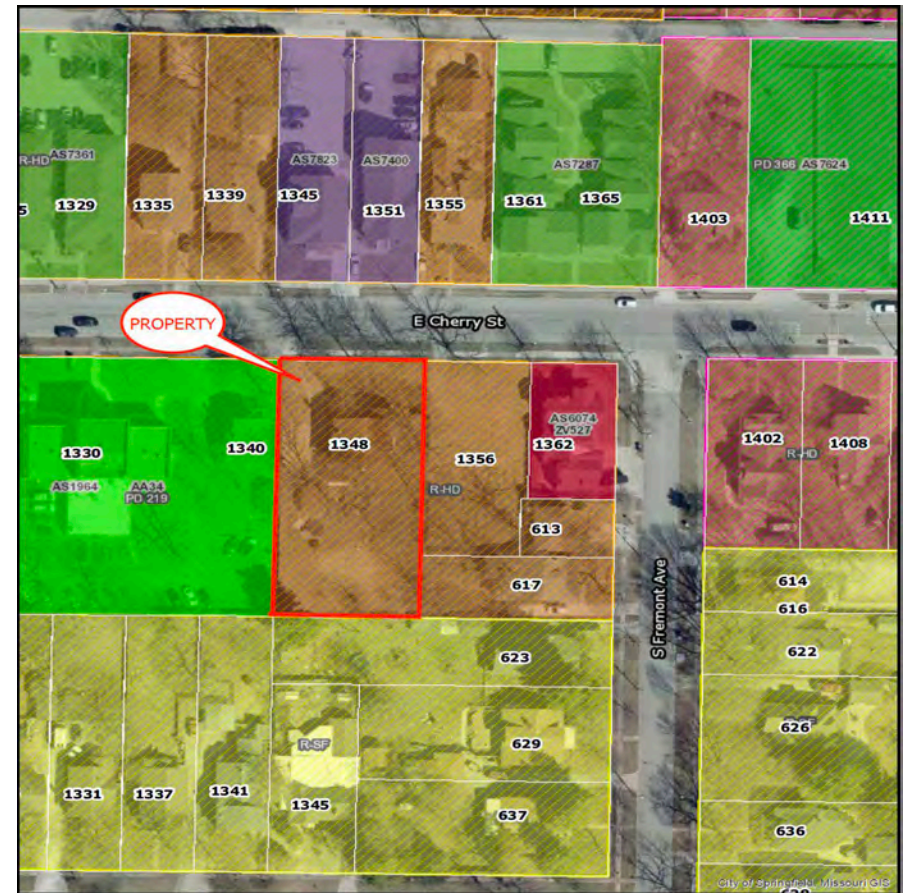 R-HD AS7361
AS7823
AS7400
AS7287
PD 366 AS7624
5
1329
1335
1339
1345
1351
1355
1361
1365
1403
1411
PROPERTY
E Cherry St
1330
1340
1348
1356
AS6074
ZV527
1362
1402
1408
R-HD
AS1964
AA34
PD 219
R-HD
613
617
S Fremont Ave
614
616
622
623
626
629
R-SF
1331
1337
1341
1345
637
636
City of Springfield, Missouri GIS